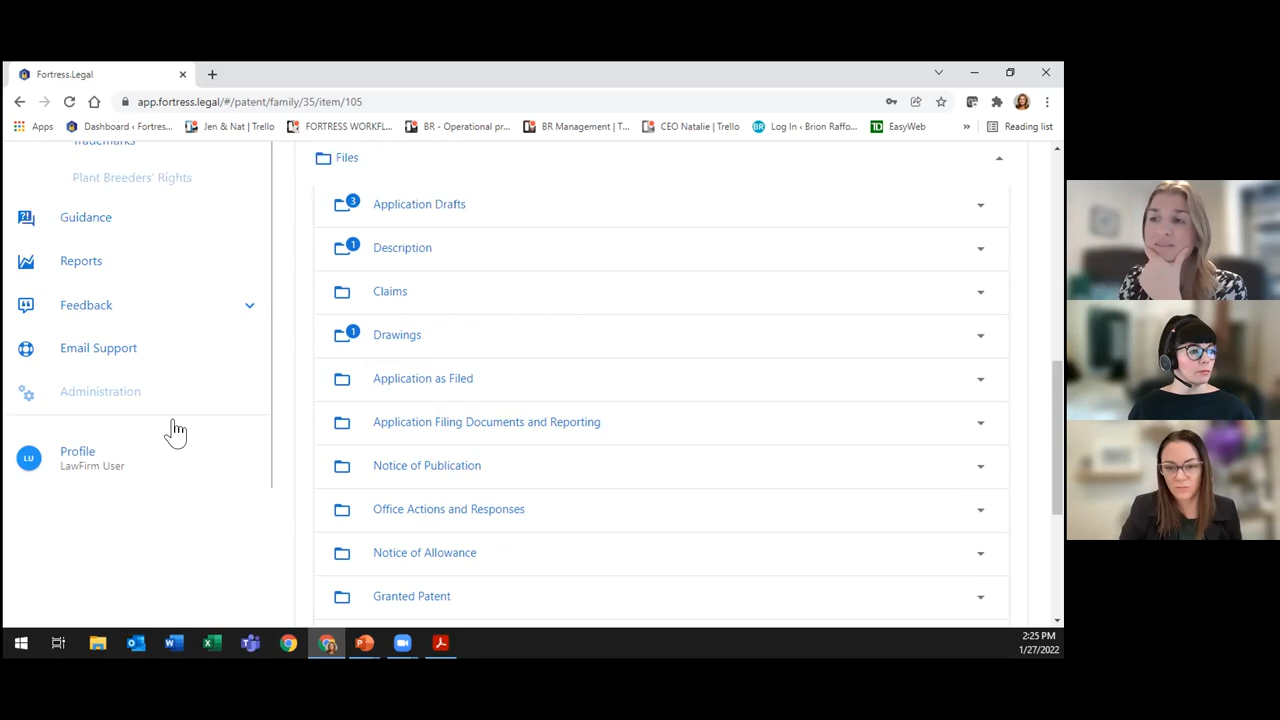 Fortress.Legal
app.fortress.legal/#/patent/family/35/item/105
Apps
Dashboard ‹ Fortres...
Jen & Nat | Trello
FORTRESS WORKFL...
BR - Operational pr...
BR Management | T...
CEO Natalie | Trello
BR
Log In ‹ Brion Raffo...
TD
EasyWeb
»
Reading list
Trademarks
Plant Breeders' Rights
Guidance
Reports
Feedback
Email Support
Administration
LU
Profile
LawFirm User
Files
3
Application Drafts
1
Description
Claims
1
Drawings
Application as Filed
Application Filing Documents and Reporting
Notice of Publication
Office Actions and Responses
Notice of Allowance
Granted Patent
2:25 PM
1/27/2022